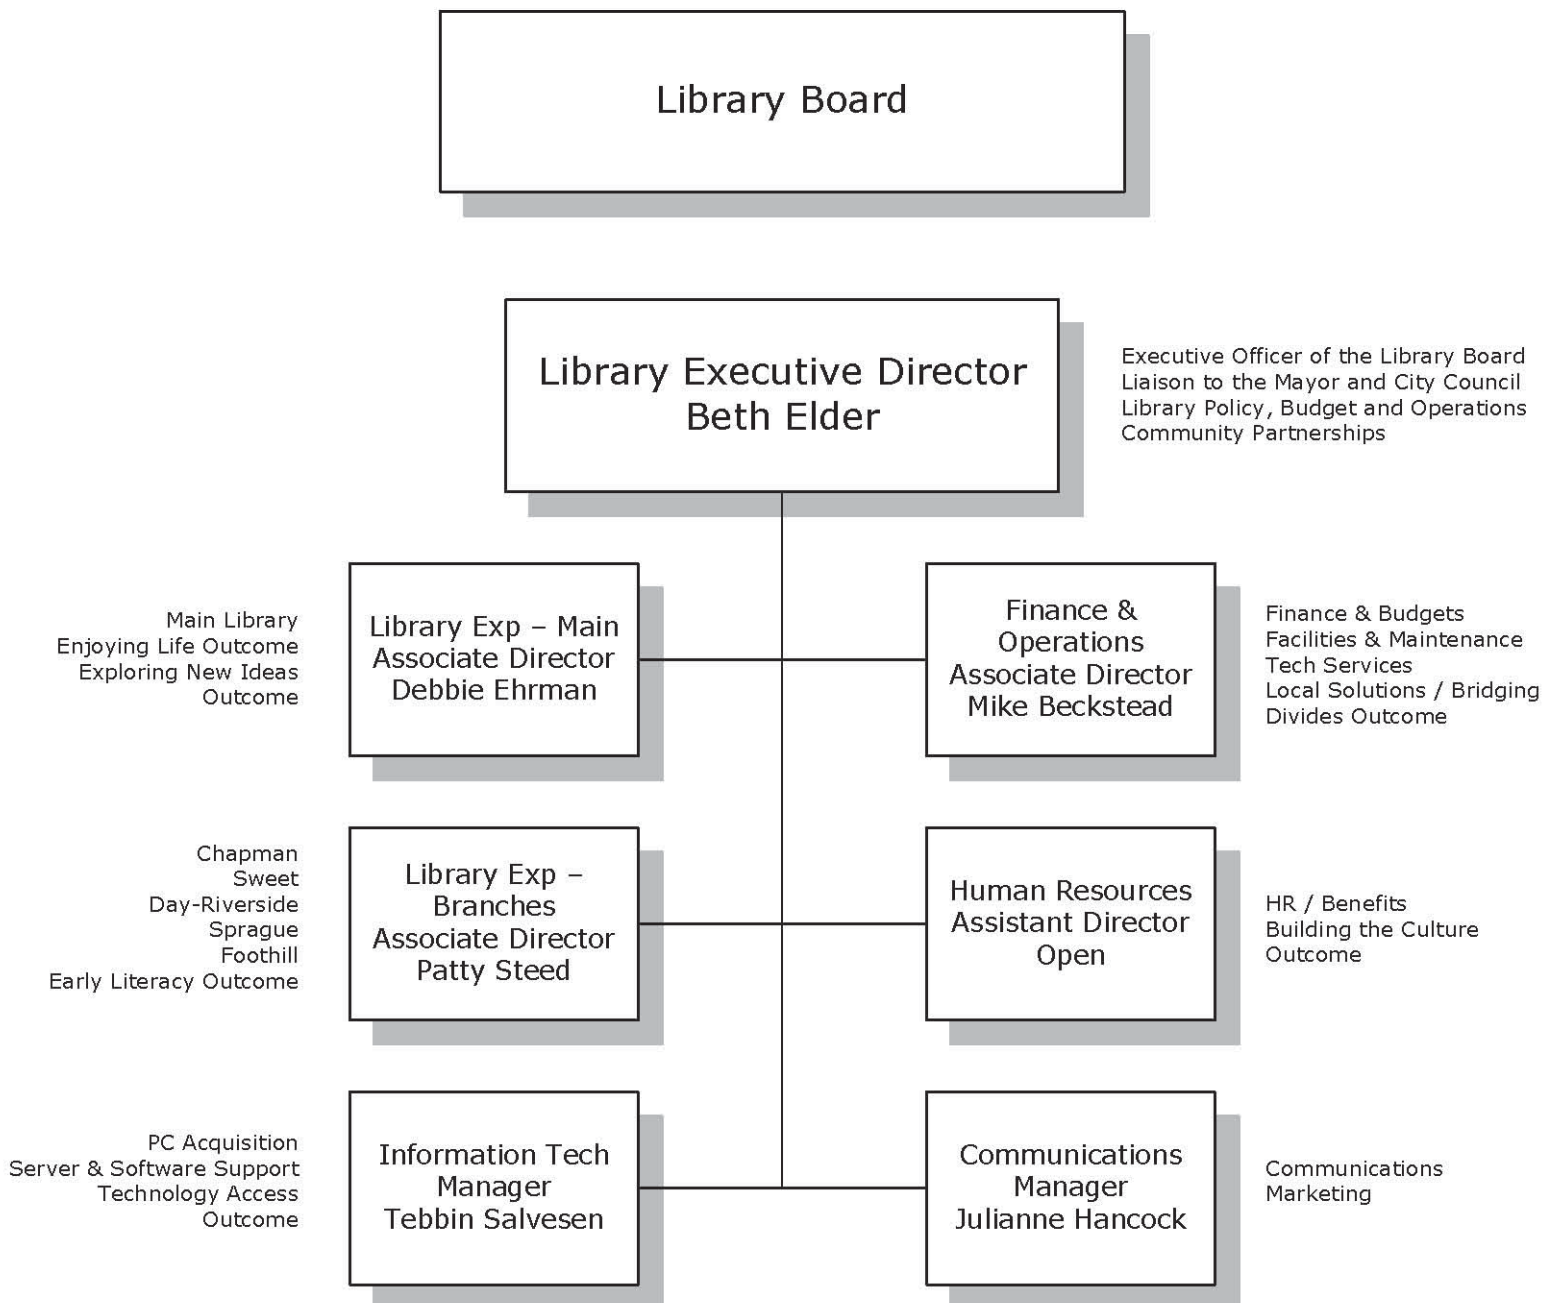 Library Board
Library Executive Director
Beth Elder
Executive Officer of the Library Board
Liaison to the Mayor and City Council
Library Policy, Budget and Operations
Community Partnerships
Main Library
Enjoying Life Outcome
Exploring New Ideas
Outcome
Library Exp – Main
Associate Director
Debbie Ehrman
Finance &
Operations
Associate Director
Mike Beckstead
Finance & Budgets
Facilities & Maintenance
Tech Services
Local Solutions / Bridging
Divides Outcome
Chapman
Sweet
Day-Riverside
Sprague
Foothill
Early Literacy Outcome
Library Exp –
Branches
Associate Director
Patty Steed
Human Resources
Assistant Director
Open
HR / Benefits
Building the Culture
Outcome
PC Acquisition
Server & Software Support
Technology Access
Outcome
Information Tech
Manager
Tebbin Salvesen
Communications
Manager
Julianne Hancock
Communications
Marketing